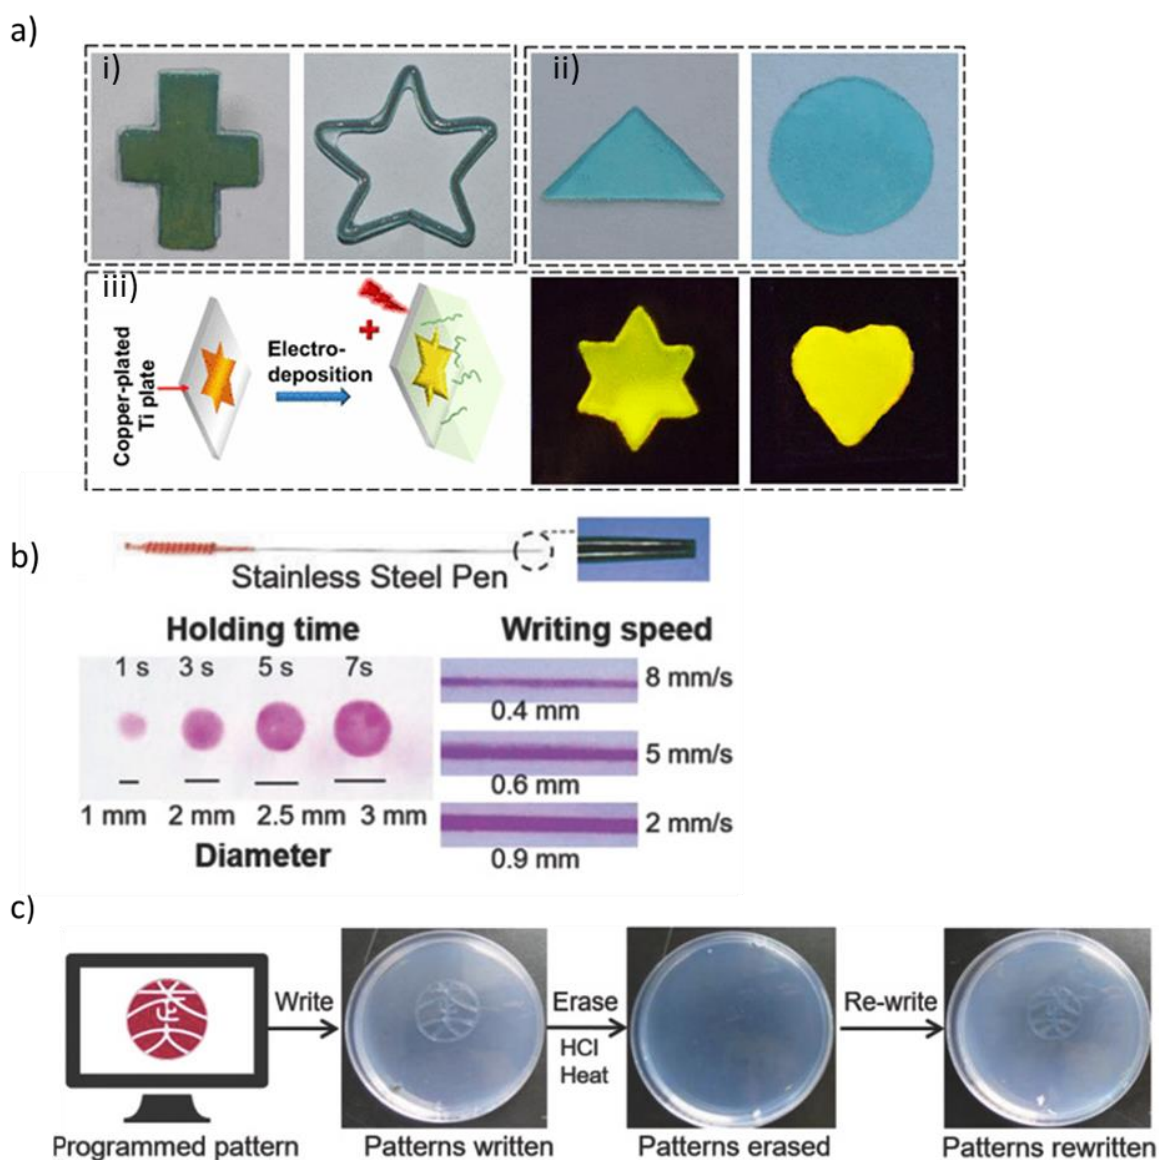 a)
i)
ii)
iii)
Copper-plated
Ti plate
Electro-
deposition
+
b)
Stainless Steel Pen
Holding time
Writing speed
1 s 3 s 5 s 7s
8 mm/s
0.4 mm
5 mm/s
0.6 mm
2 mm/s
0.9 mm
1 mm 2 mm 2.5 mm 3 mm
Diameter
c)
Write
Erase
HCl
Heat
Re-write
Programmed pattern
Patterns written
Patterns erased
Patterns rewritten